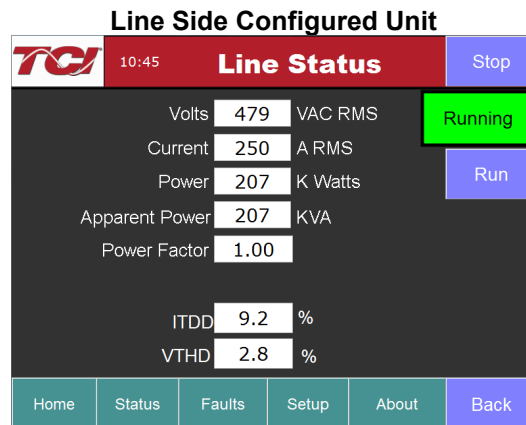 Line Side Configured Unit
TCI 10:45 Line Status Stop
Volts 479 VAC RMS Running
Current 250 A RMS
Power 207 K Watts Run
Apparent Power 207 KVA
Power Factor 1.00
ITDD 9.2 %
VTHD 2.8 %
Home Status Faults Setup About Back